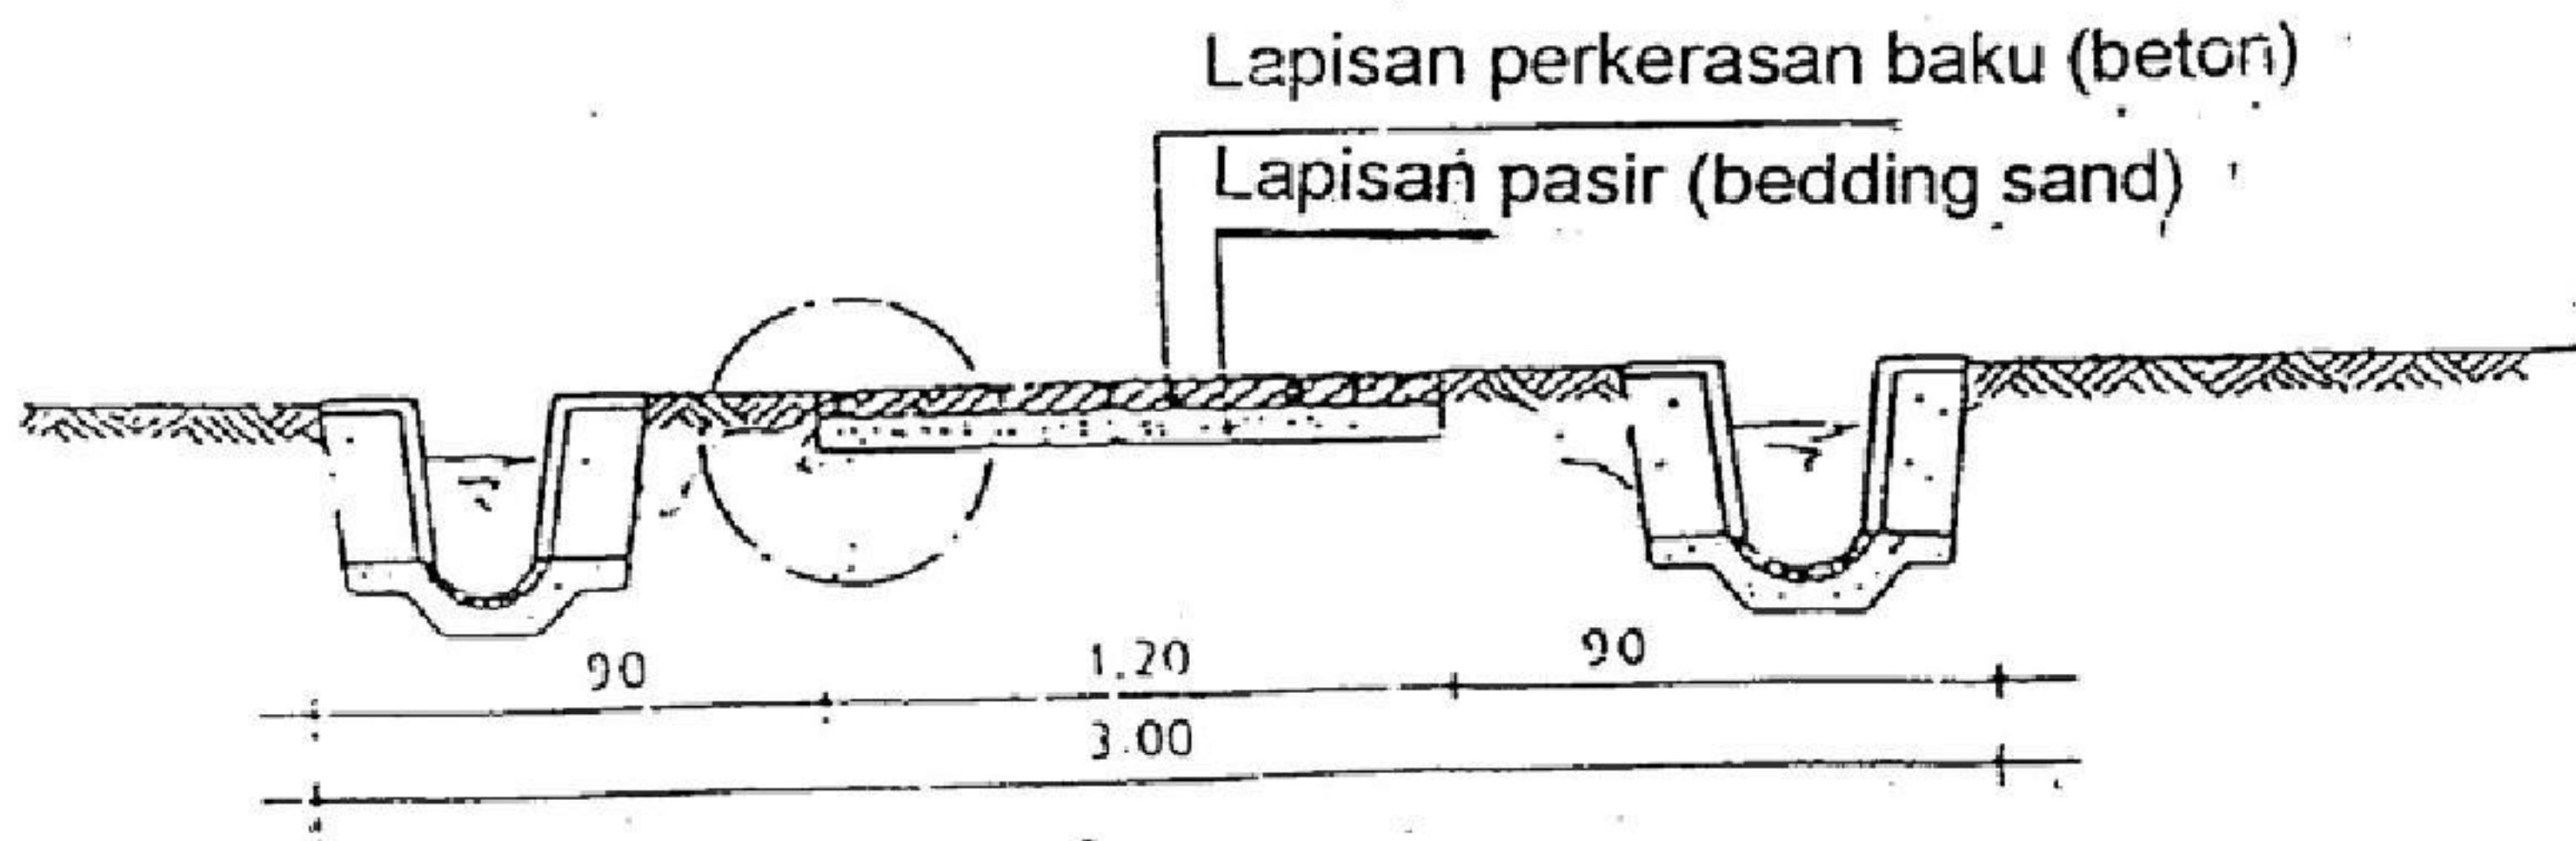 Lapisan perkerasan baku (beton)
Lapisan pasir (bedding sand)
90 1.20 90
3.00